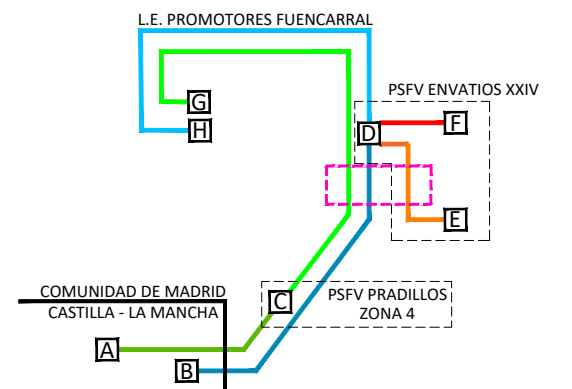 L.E. PROMOTORES FUENCARRAL
PSFV ENVATIOS XXIV
G
F
H
D
E
COMUNIDAD DE MADRID
CASTILLA - LA MANCHA
C
PSFV PRADILLOS
ZONA 4
A
B